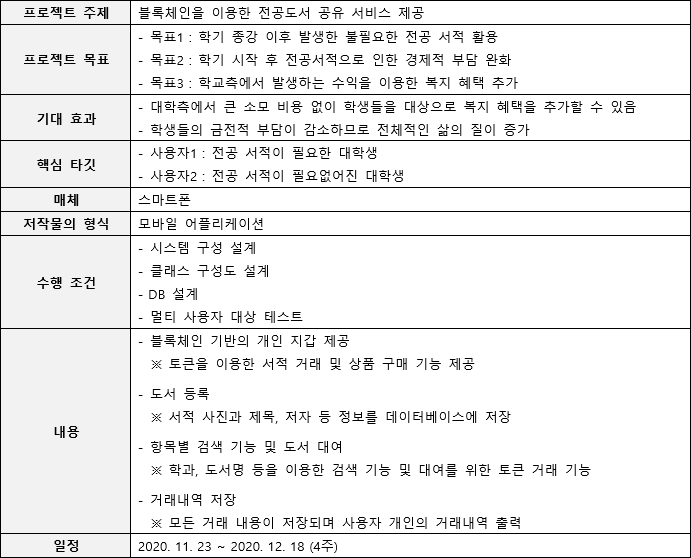 프로젝트 주제
블록체인을 이용한 전공도서 공유 서비스 제공
프로젝트 목표
- 목표1 : 학기 종강 이후 발생한 불필요한 전공 서적 활용
- 목표2 : 학기 시작 후 전공서적으로 인한 경제적 부담 완화
- 목표3 : 학교측에서 발생하는 수익을 이용한 복지 혜택 추가
기대 효과
- 대학측에서 큰 소모 비용 없이 학생들을 대상으로 복지 혜택을 추가할 수 있음
- 학생들의 금전적 부담이 감소하므로 전체적인 삶의 질이 증가
핵심 타깃
- 사용자1 : 전공 서적이 필요한 대학생
- 사용자2 : 전공 서적이 필요없어진 대학생
매체
스마트폰
저작물의 형식
모바일 어플리케이션
수행 조건
- 시스템 구성 설계
- 클래스 구성도 설계
- DB 설계
- 멀티 사용자 대상 테스트
내용
- 블록체인 기반의 개인 지갑 제공
※ 토큰을 이용한 서적 거래 및 상품 구매 기능 제공
- 도서 등록
※ 서적 사진과 제목, 저자 등 정보를 데이터베이스에 저장
- 항목별 검색 기능 및 도서 대여
※ 학과, 도서명 등을 이용한 검색 기능 및 대여를 위한 토큰 거래 기능
- 거래내역 저장
※ 모든 거래 내용이 저장되며 사용자 개인의 거래내역 출력
일정
2020. 11. 23 ~ 2020. 12. 18 (4주)